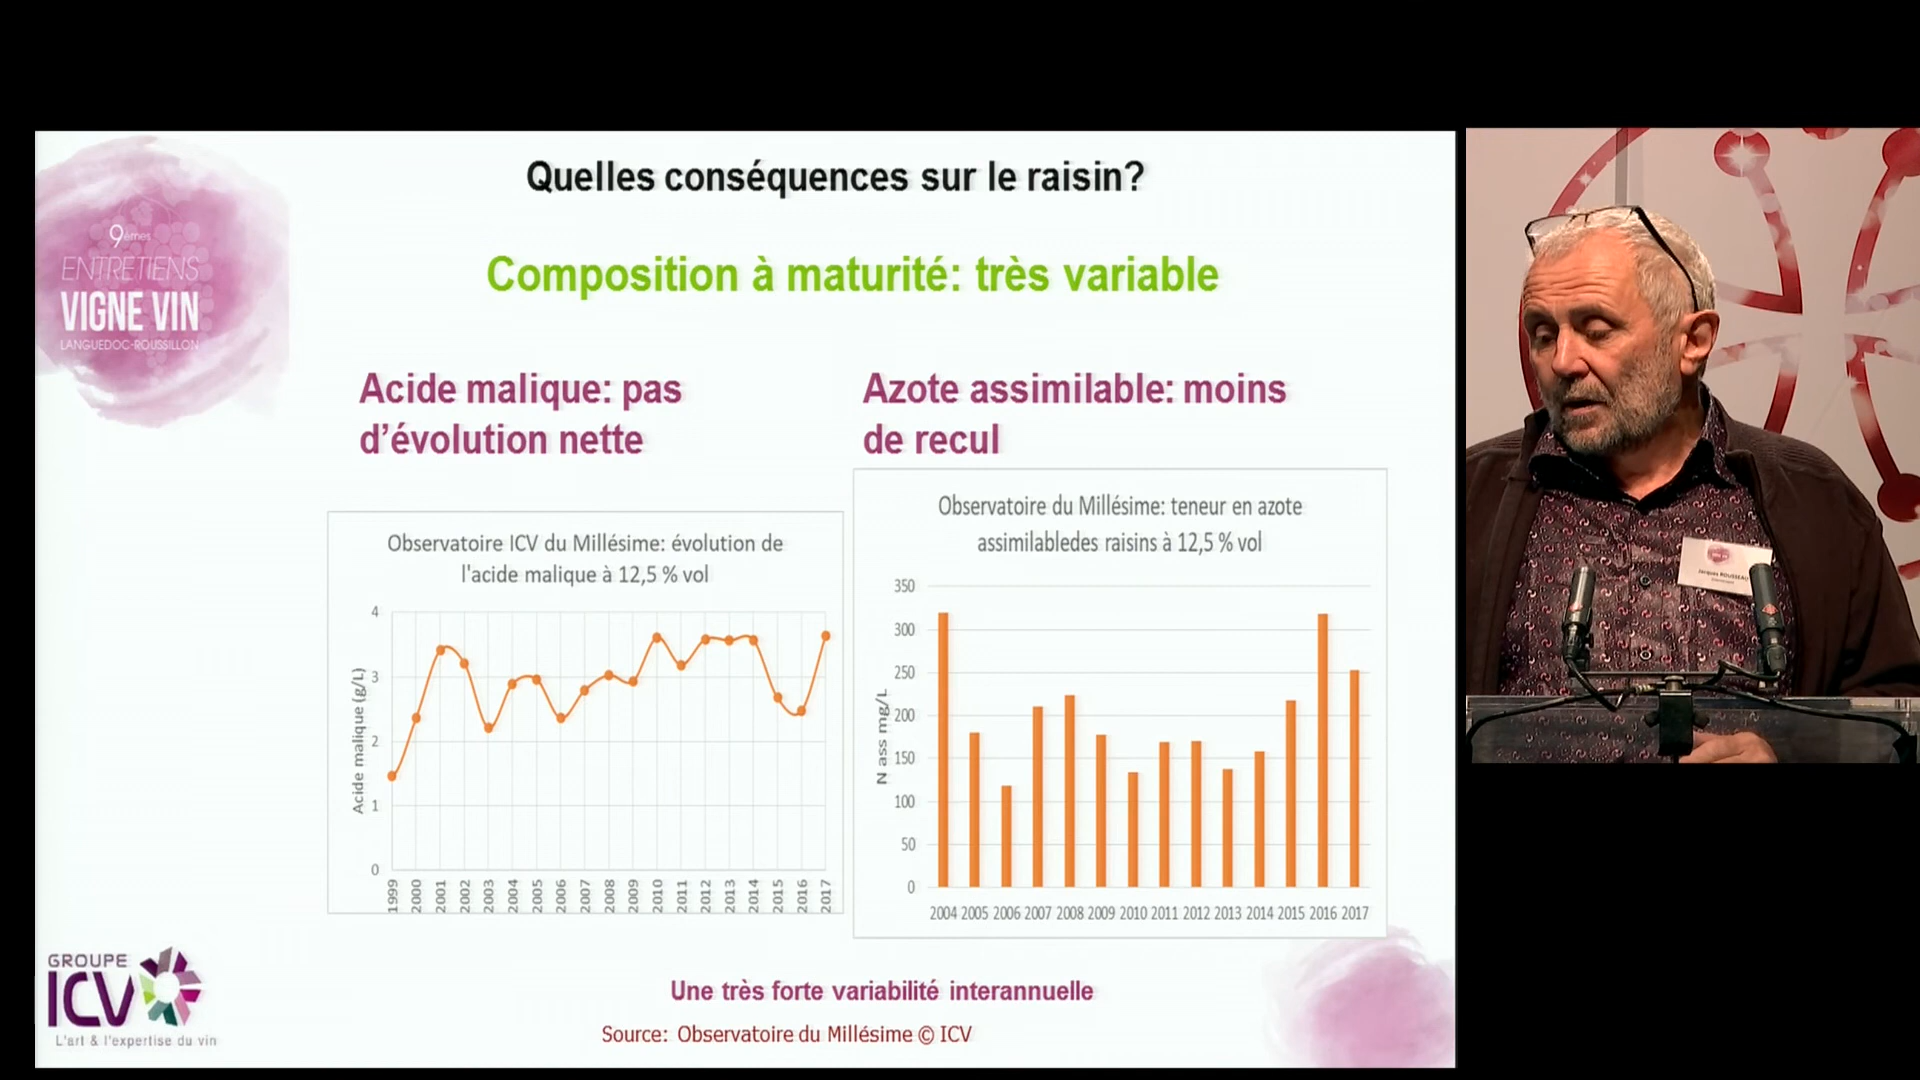 Quelles conséquences sur le raisin?
9èmes
ENTRETIENS
VIGNE VIN
LANGUEDOC-ROUSSILLON
Composition à maturité: très variable
Acide malique: pas
d'évolution nette
Observatoire ICV du Millésime: évolution de
l'acide malique à 12,5 % vol
Acide malique (g/L)
4
3
2
1
0
1999 2000 2001 2002 2003 2004 2005 2006 2007 2008 2009 2010 2011 2012 2013 2014 2015 2016 2017
Azote assimilable: moins
de recul
Observatoire du Millésime: teneur en azote
assimilabledes raisins à 12,5 % vol
N ass mg/L
350
300
250
200
150
100
50
0
2004 2005 2006 2007 2008 2009 2010 2011 2012 2013 2014 2015 2016 2017
Une très forte variabilité interannuelle
Source: Observatoire du Millésime © ICV
GROUPE
ICV
L'art & l'expertise du vin
Jacques ROUSSEAU